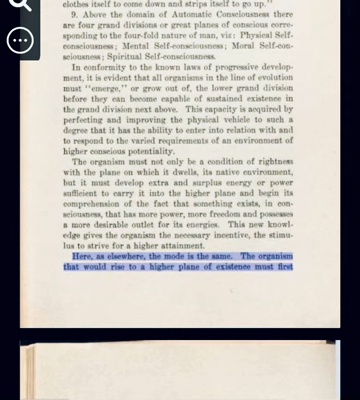 clothes itself to come down and strips itself to go up."
9. Above the domain of Automatic Consciousness there
are four grand divisions or great planes of conscious corre-
sponding to the four-fold nature of man, viz: Physical Self-
consciousness; Mental Self-consciousness; Moral Self-con-
sciousness; Spiritual Self-consciousness.
In conformity to the known laws of progressive develop-
ment, it is evident that all organisms in the line of evolution
must "emerge," or grow out of, the lower grand division
before they can become capable of sustained existence in
the grand division next above. This capacity is acquired by
perfecting and improving the physical vehicle to such a
degree that it has the ability to enter into relation with and
to respond to the varied requirements of an environment of
higher conscious potentiality.
The organism must not only be a condition of rightness
with the plane on which it dwells, its native environment,
but it must develop extra and surplus energy or power
sufficient to carry it into the higher plane and begin its
comprehension of the fact that something exists, in con-
sciousness, that has more power, more freedom and possesses
a more desirable outlet for its energies. This new knowl-
edge gives the organism the necessary incentive, the stimu-
lus to strive for a higher attainment.
Here, as elsewhere, the mode is the same. The organism
that would rise to a higher plane of existence must first